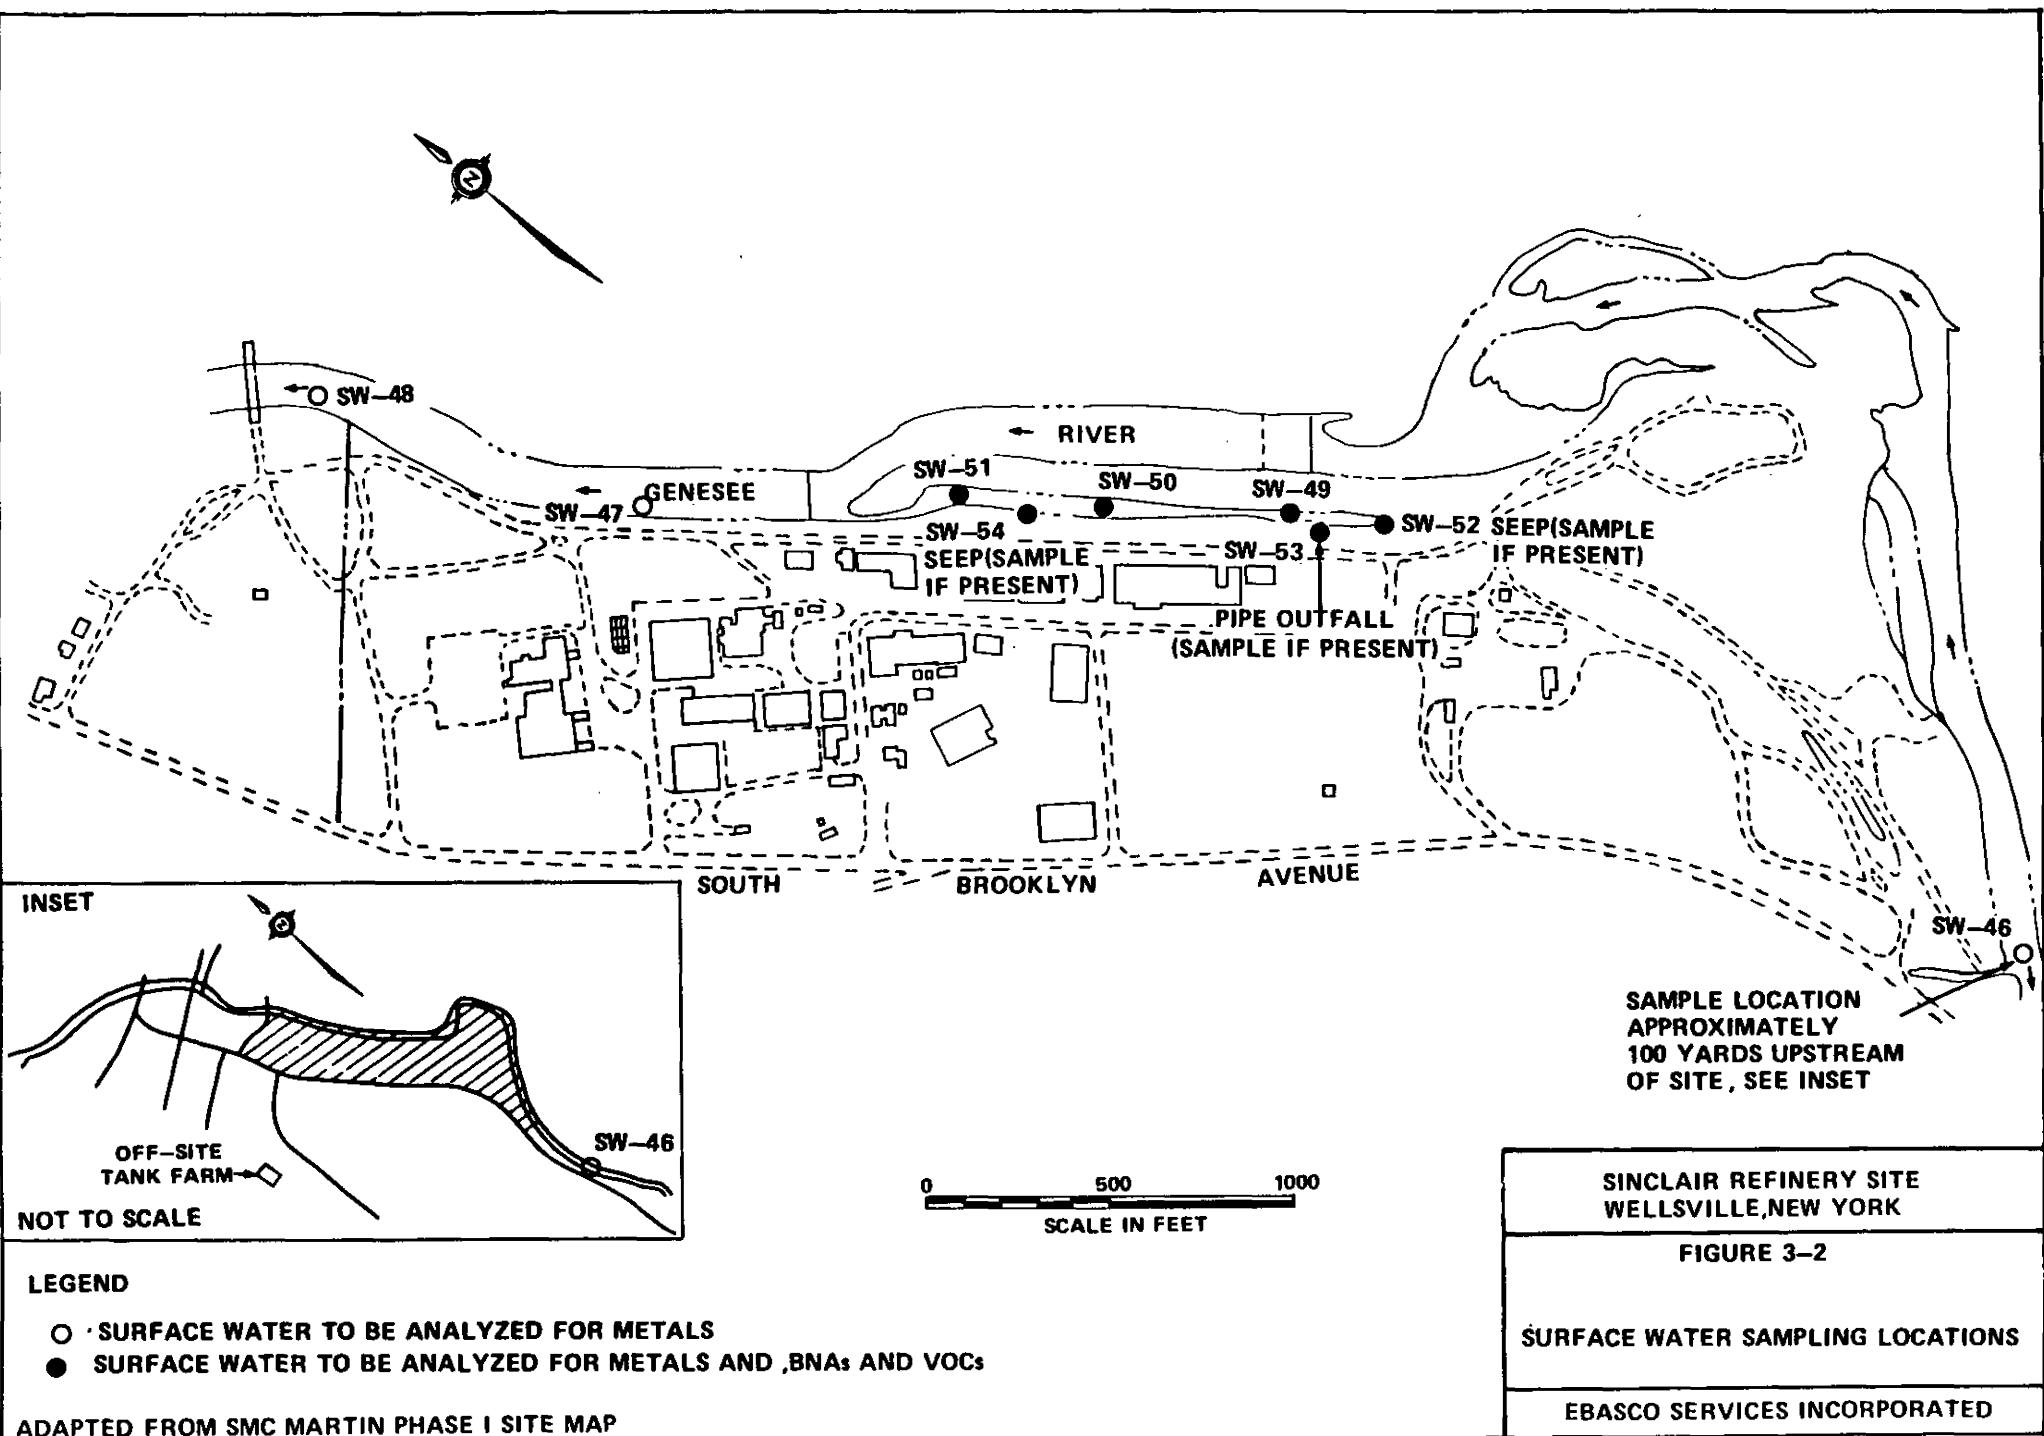 SW-48
RIVER
SW-51
SW-50
SW-49
GENESEE
SW-47
SW-52 SEEP(SAMPLE
IF PRESENT)
SW-54
SEEP(SAMPLE
IF PRESENT)
SW-53
PIPE OUTFALL
(SAMPLE IF PRESENT)
SOUTH BROOKLYN AVENUE
SW-46
SAMPLE LOCATION
APPROXIMATELY
100 YARDS UPSTREAM
OF SITE, SEE INSET
N
INSET
N
SW-46
OFF-SITE
TANK FARM
NOT TO SCALE
0 500 1000
SCALE IN FEET
LEGEND
SURFACE WATER TO BE ANALYZED FOR METALS
SURFACE WATER TO BE ANALYZED FOR METALS AND ,BNAs AND VOCs
ADAPTED FROM SMC MARTIN PHASE I SITE MAP
SINCLAIR REFINERY SITE
WELLSVILLE,NEW YORK
FIGURE 3-2
SURFACE WATER SAMPLING LOCATIONS
EBASCO SERVICES INCORPORATED